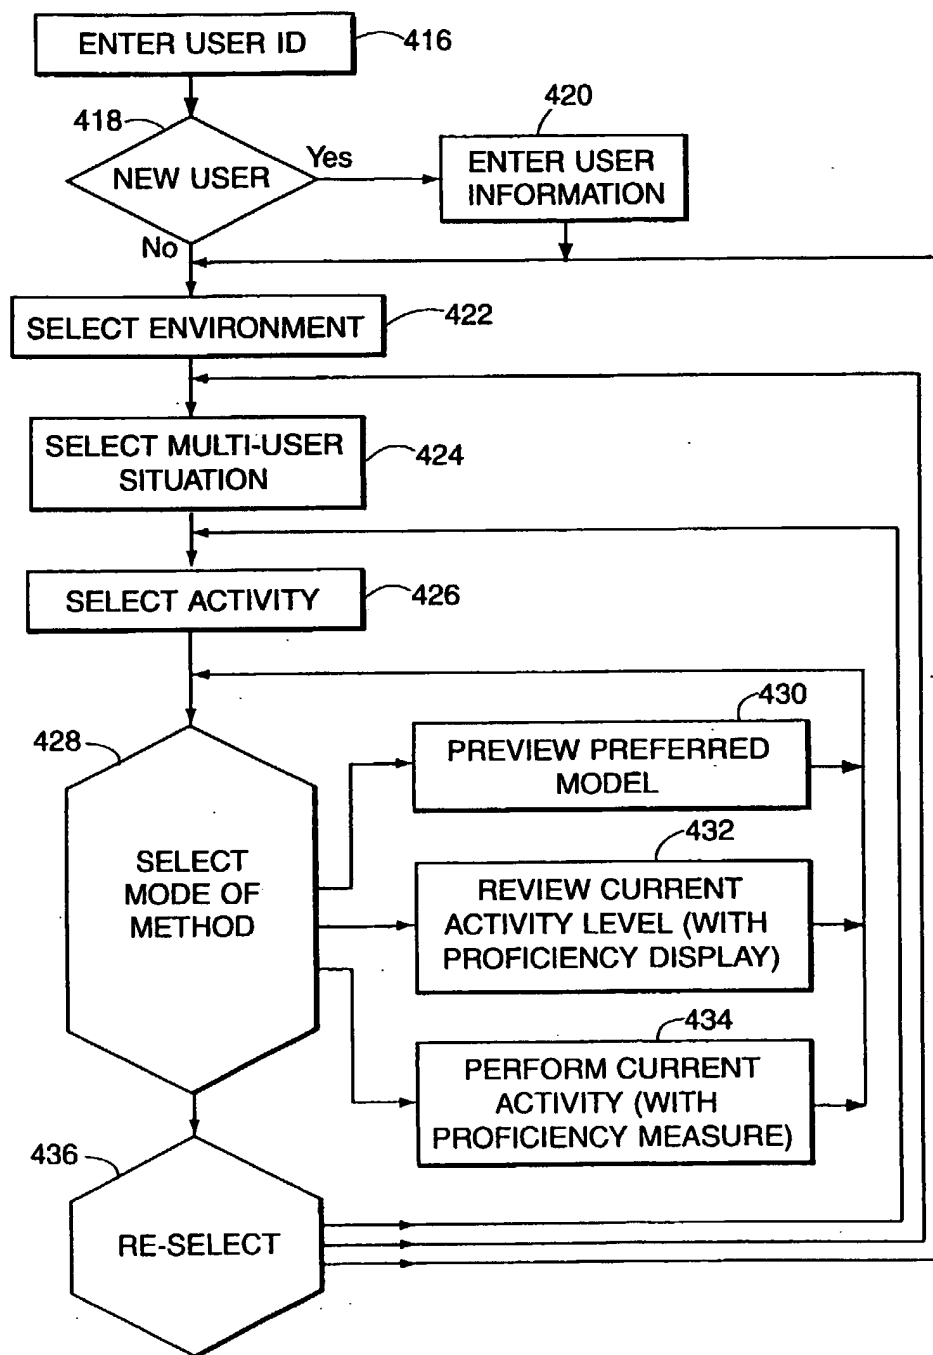 ENTER USER ID
416
418
NEW USER
Yes
No
420
ENTER USER
INFORMATION
SELECT ENVIRONMENT
422
SELECT MULTI-USER
SITUATION
424
SELECT ACTIVITY
426
428
SELECT
MODE OF
METHOD
430
PREVIEW PREFERRED
MODEL
432
REVIEW CURRENT
ACTIVITY LEVEL (WITH
PROFICIENCY DISPLAY)
434
PERFORM CURRENT
ACTIVITY (WITH
PROFICIENCY MEASURE)
436
RE-SELECT